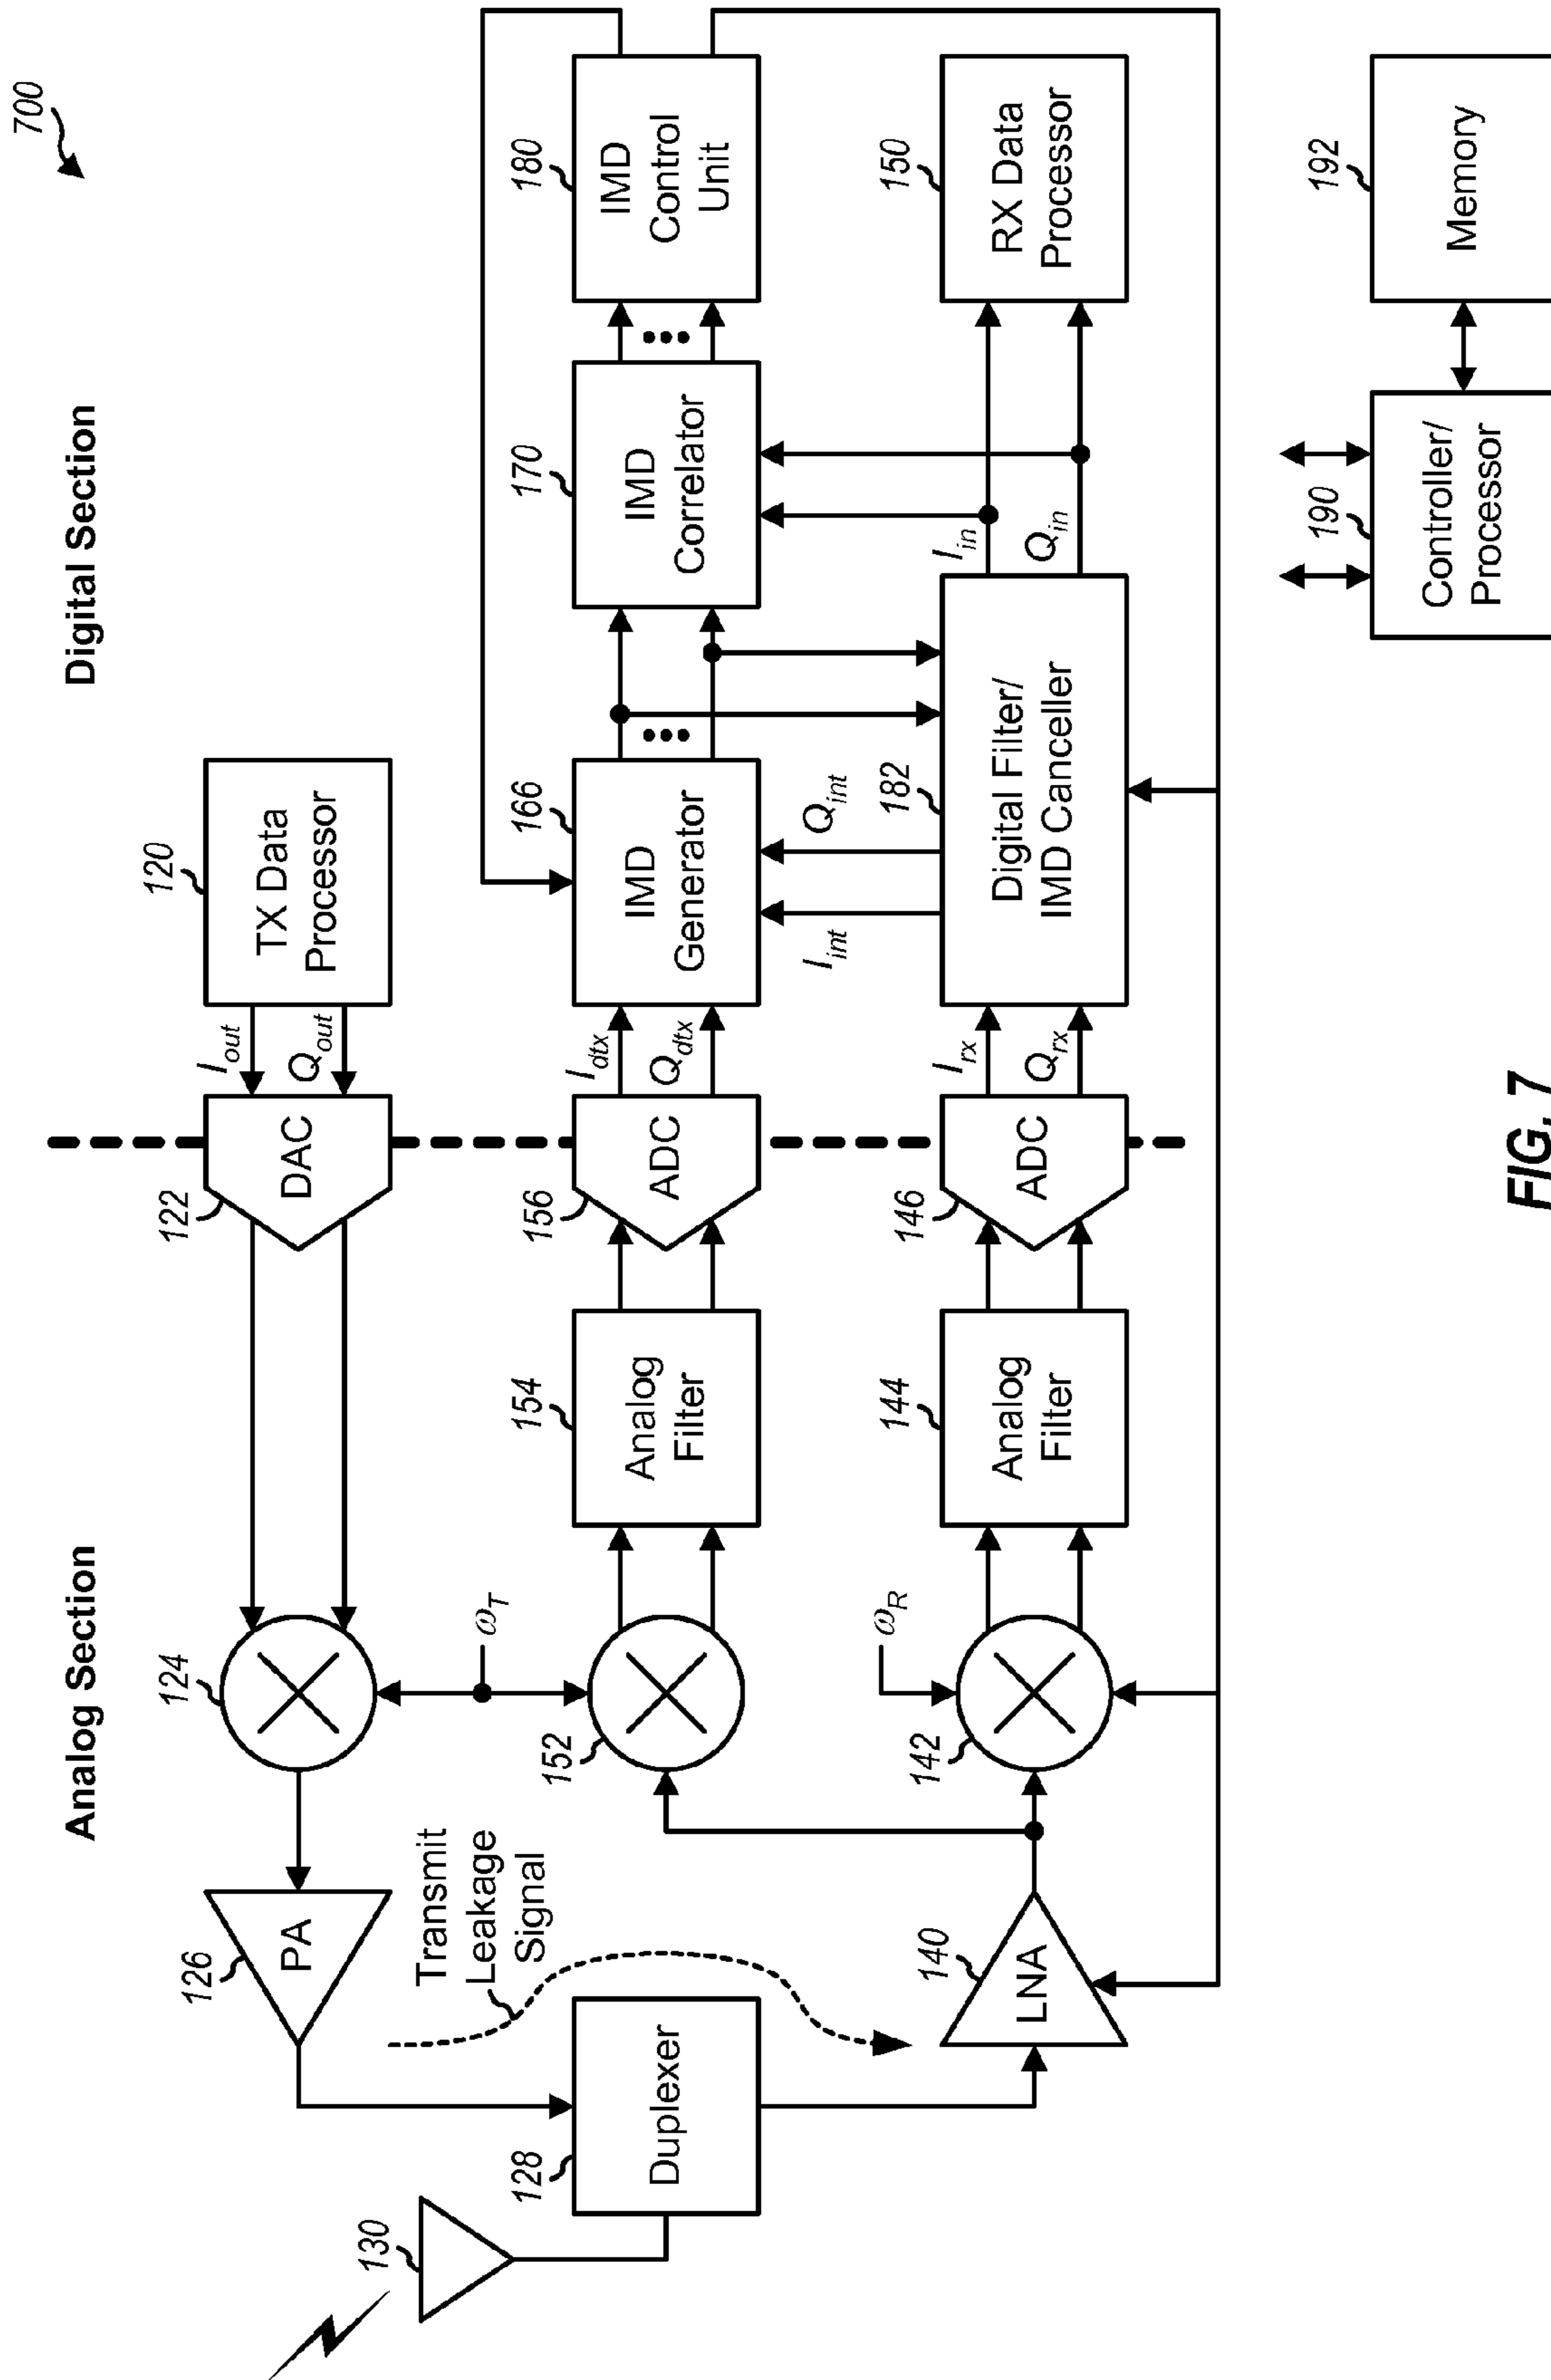 700
Analog Section
Digital Section
120
TX Data
Processor
I_out
Q_out
122
DAC
124
126
PA
ω_T
Transmit
Leakage
Signal
130
128
Duplexer
152
154
Analog
Filter
156
ADC
I_dtx
Q_dtx
166
IMD
Generator
170
IMD
Correlator
180
IMD
Control
Unit
I_int
Q_int
140
LNA
142
ω_R
144
Analog
Filter
146
ADC
I_rx
Q_rx
182
Digital Filter/
IMD Canceller
I_in
Q_in
150
RX Data
Processor
190
Controller/
Processor
192
Memory
FIG. 7